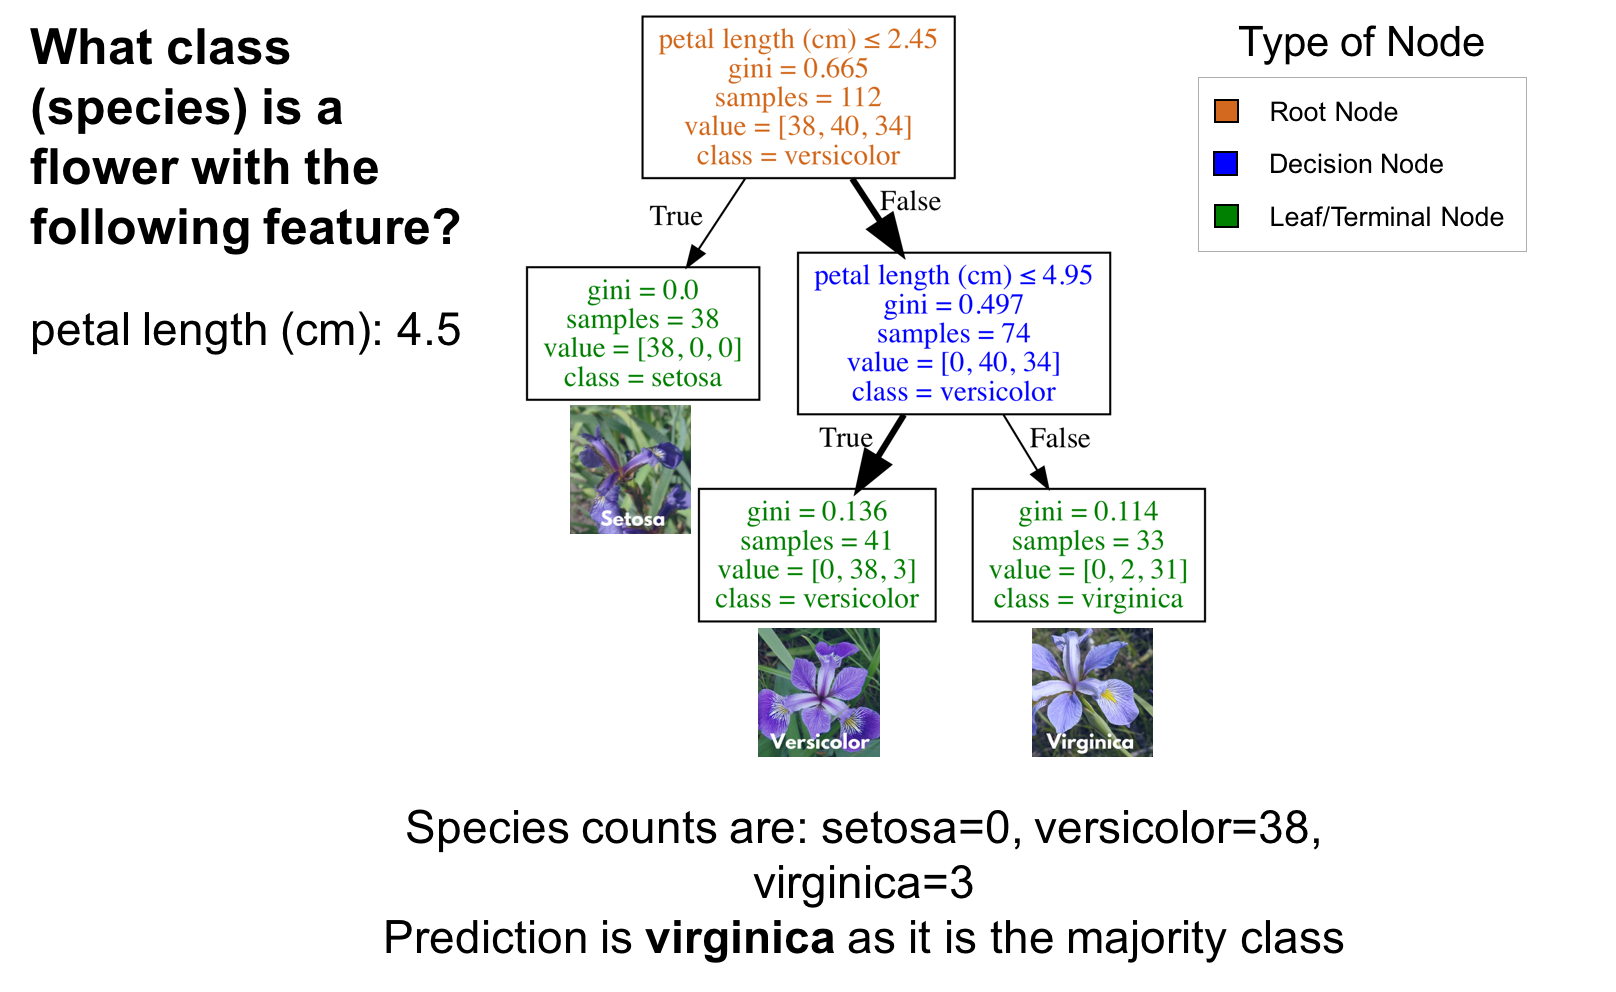 What class
(species) is a
flower with the
following feature?
petal length (cm): 4.5
petal length (cm) ≤ 2.45
gini = 0.665
samples = 112
value = [38, 40, 34]
class = versicolor
True
False
gini = 0.0
samples = 38
value = [38, 0, 0]
class = setosa
Setosa
petal length (cm) ≤ 4.95
gini = 0.497
samples = 74
value = [0, 40, 34]
class = versicolor
True
False
gini = 0.136
samples = 41
value = [0, 38, 3]
class = versicolor
Versicolor
gini = 0.114
samples = 33
value = [0, 2, 31]
class = virginica
Virginica
Type of Node
Root Node
Decision Node
Leaf/Terminal Node
Species counts are: setosa=0, versicolor=38,
virginica=3
Prediction is virginica as it is the majority class